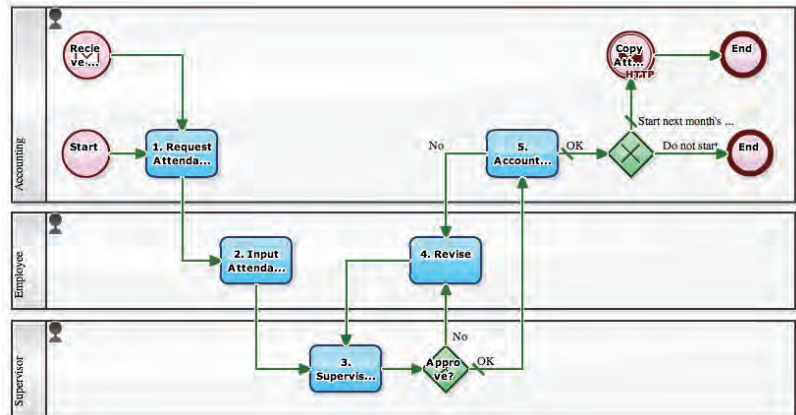 Accounting
Recie
ve-...
Start
1. Request
Attenda...
No
5.
Account...
OK
Copy
Att...
HTTP
End
Start next month's ...
Do not start
End
Employee
2. Input
Attenda...
4. Revise
Supervisor
3.
Supervis...
Appro
ve?
No
OK